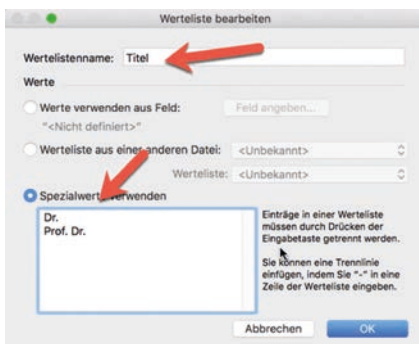 Werteliste bearbeiten
Wertelistenname: Titel
Werte
Werte verwenden aus Feld: Feld angeben...
"<Nicht definiert>"
Werteliste aus einer anderen Datei: <Unbekannt>
Werteliste: <Unbekannt>
Spezialwerte verwenden
Dr.
Prof. Dr.
Einträge in einer Werteliste
müssen durch Drücken der
Eingabetaste getrennt werden.
Sie können eine Trennlinie
einfügen, indem Sie "-" in eine
Zeile der Werteliste eingeben.
Abbrechen OK